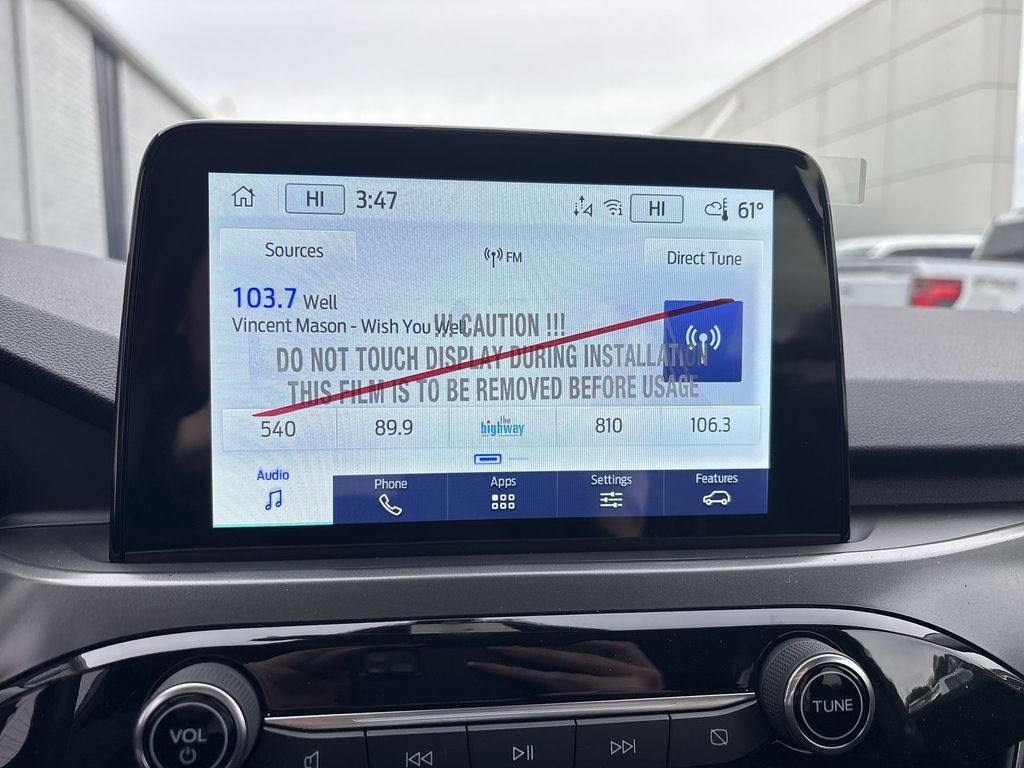 HI 3:47 HI 61°
Sources FM Direct Tune
103.7 Well
Vincent Mason - Wish You Well
!!! CAUTION !!!
DO NOT TOUCH DISPLAY DURING INSTALLATION
THIS FILM IS TO BE REMOVED BEFORE USAGE
540 89.9 the highway 810 106.3
Audio Phone Apps Settings Features
VOL TUNE